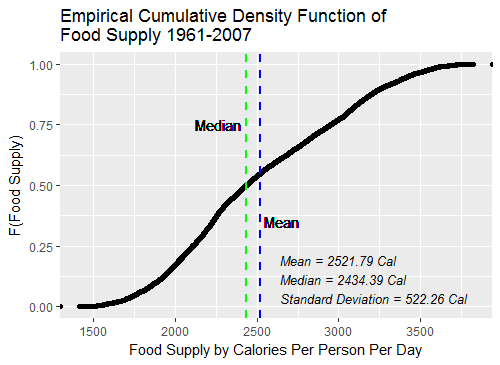 Empirical Cumulative Density Function of
Food Supply 1961-2007
1.00
0.75
0.50
0.25
0.00
F(Food Supply)
Median
Mean
Mean = 2521.79 Cal
Median = 2434.39 Cal
Standard Deviation = 522.26 Cal
1500 2000 2500 3000 3500
Food Supply by Calories Per Person Per Day